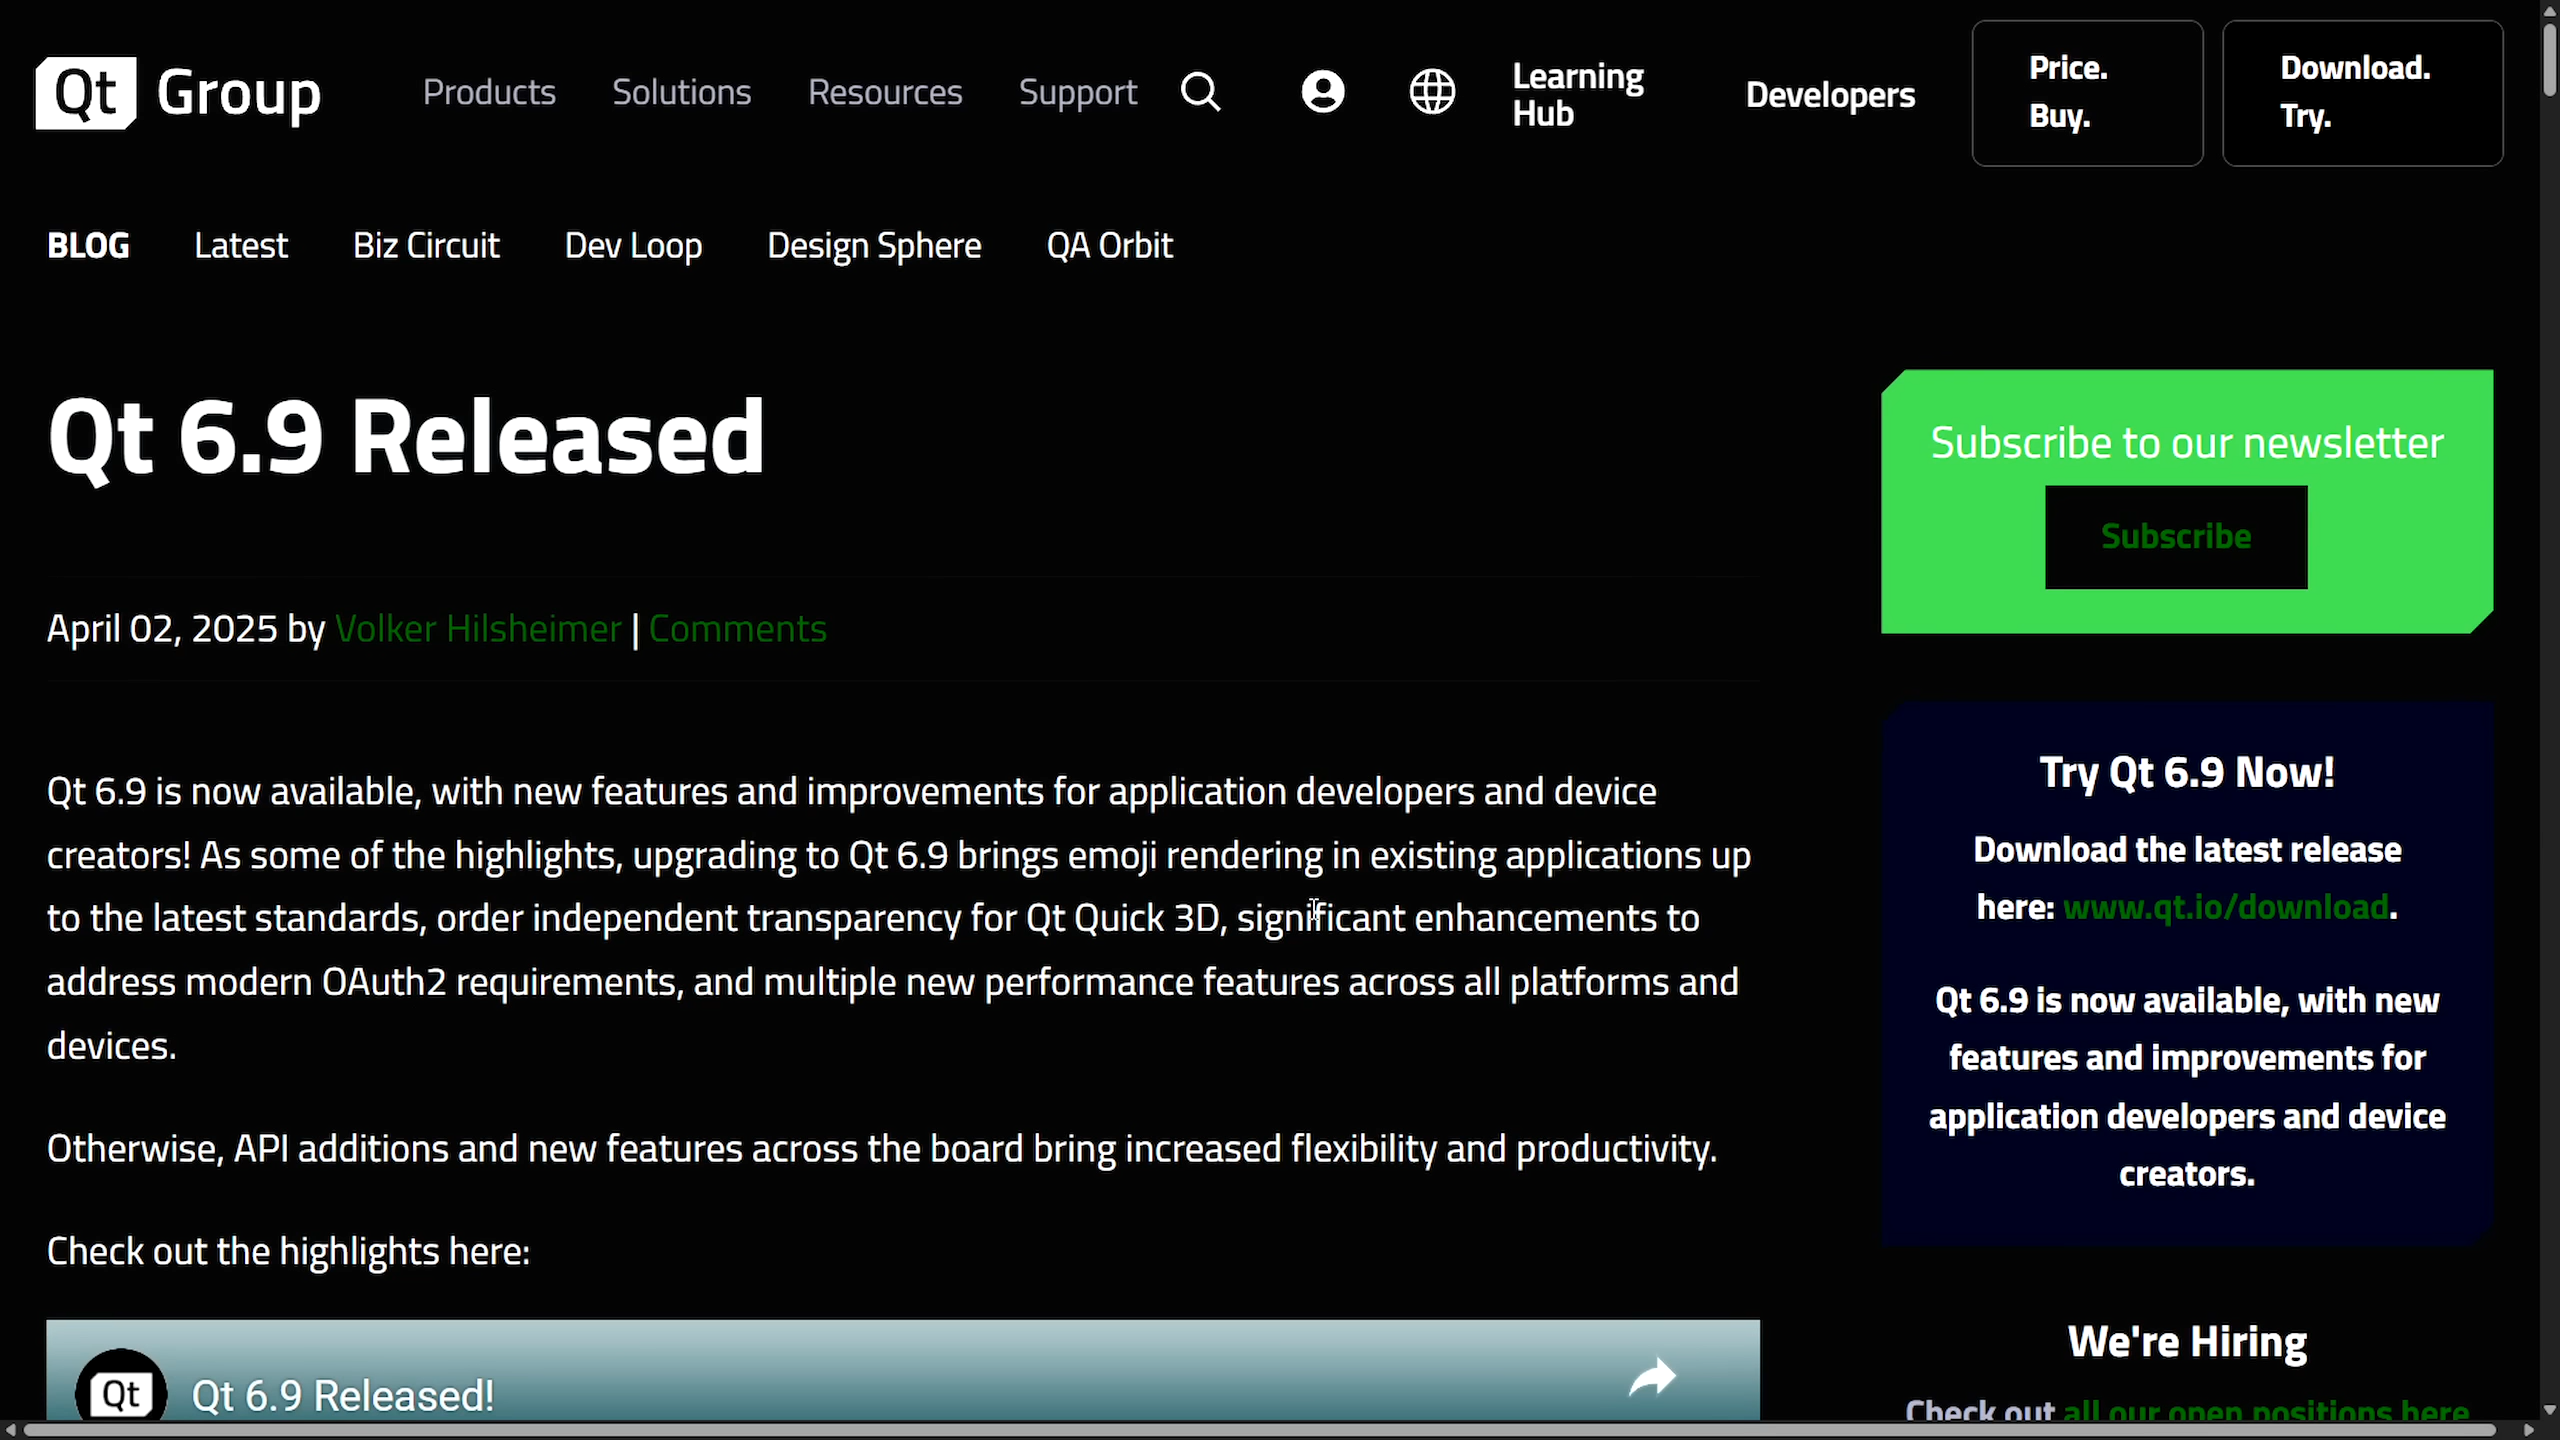 Qt Group
Products
Solutions
Resources
Support
Learning
Hub
Developers
Price.
Buy.
Download.
Try.
BLOG
Latest
Biz Circuit
Dev Loop
Design Sphere
QA Orbit
Qt 6.9 Released
April 02, 2025 by Volker Hilsheimer | Comments
Qt 6.9 is now available, with new features and improvements for application developers and device
creators! As some of the highlights, upgrading to Qt 6.9 brings emoji rendering in existing applications up
to the latest standards, order independent transparency for Qt Quick 3D, significant enhancements to
address modern OAuth2 requirements, and multiple new performance features across all platforms and
devices.
Otherwise, API additions and new features across the board bring increased flexibility and productivity.
Check out the highlights here:
Qt
Qt 6.9 Released!
Subscribe to our newsletter
Subscribe
Try Qt 6.9 Now!
Download the latest release
here: www.qt.io/download.
Qt 6.9 is now available, with new
features and improvements for
application developers and device
creators.
We're Hiring
Check out all our open positions here